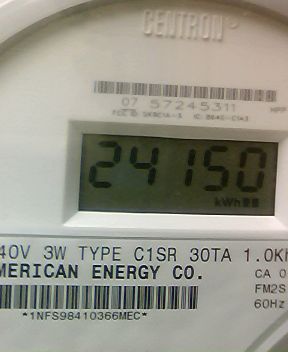 CENTRON
07 57245311
24150
kWh
40V 3W TYPE C1SR 30TA 1.0Kh
MERICAN ENERGY CO.
CA 0
FM2S
60Hz
*1NFS98410366MEC*